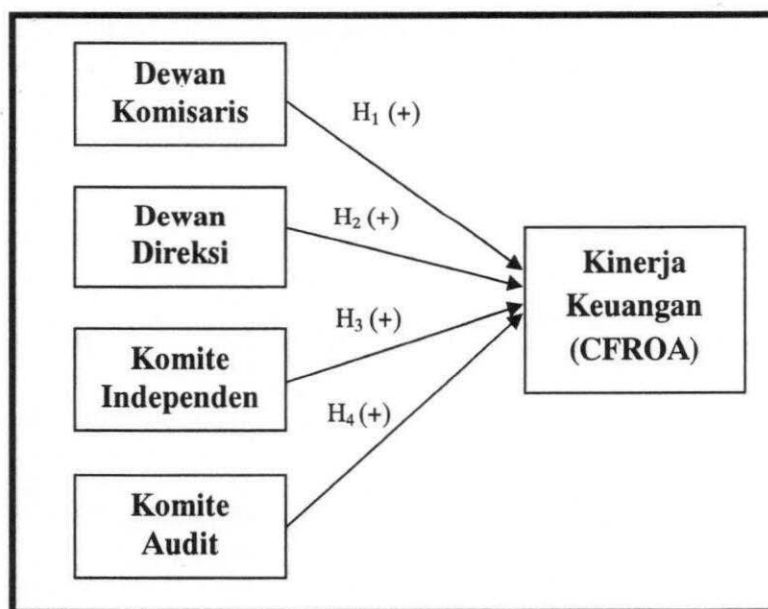 Dewan
Komisaris
H₁ (+)
Dewan
Direksi
H₂ (+)
Komite
Independen
H₃ (+)
Komite
Audit
H₄ (+)
Kinerja
Keuangan
(CFROA)